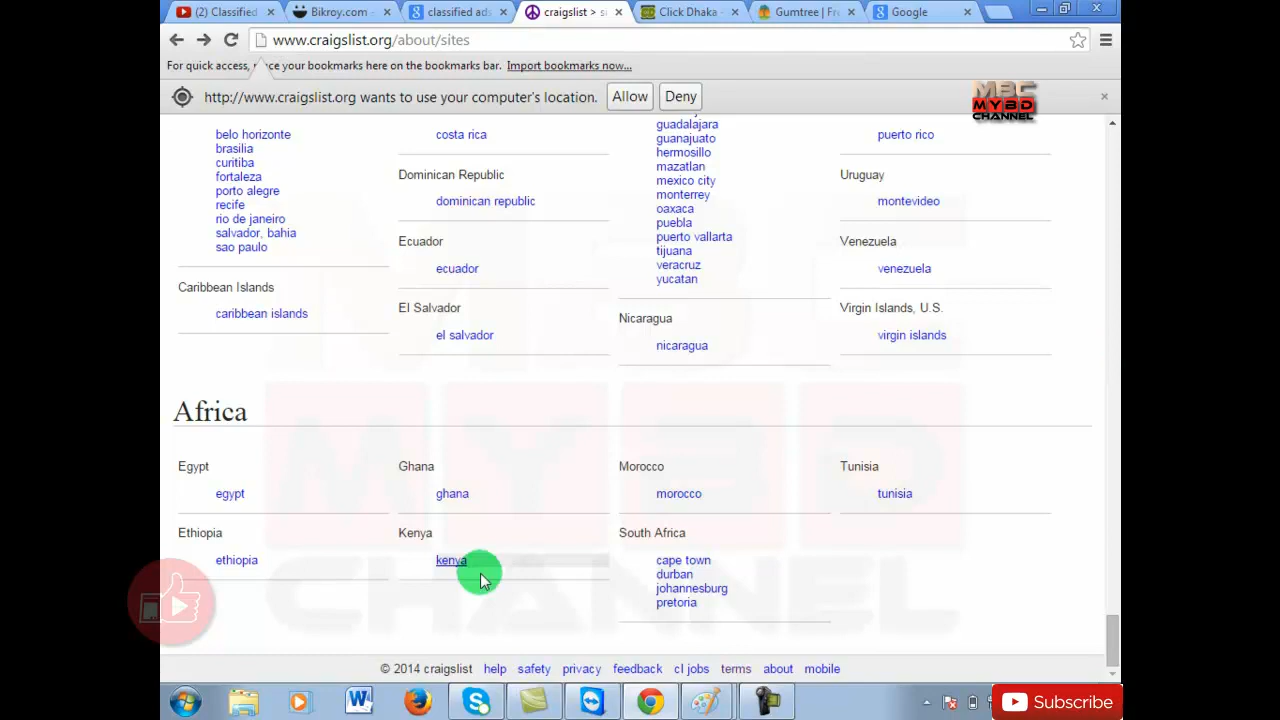 (2) Classified
Bikroy.com -
classified ads
craigslist > s
Click Dhaka -
Gumtree | Fr
Google
www.craigslist.org/about/sites
For quick access, place your bookmarks here on the bookmarks bar. Import bookmarks now...
http://www.craigslist.org wants to use your computer's location. Allow Deny
MBC
MYBD
CHANNEL
belo horizonte
brasilia
curitiba
fortaleza
porto alegre
recife
rio de janeiro
salvador, bahia
sao paulo
Caribbean Islands
caribbean islands
costa rica
Dominican Republic
dominican republic
Ecuador
ecuador
El Salvador
el salvador
guadalajara
guanajuato
hermosillo
mazatlan
mexico city
monterrey
oaxaca
puebla
puerto vallarta
tijuana
veracruz
yucatan
Nicaragua
nicaragua
puerto rico
Uruguay
montevideo
Venezuela
venezuela
Virgin Islands, U.S.
virgin islands
Africa
Egypt
egypt
Ethiopia
ethiopia
Ghana
ghana
Kenya
kenya
Morocco
morocco
South Africa
cape town
durban
johannesburg
pretoria
Tunisia
tunisia
MYBD
CHANNEL
© 2014 craigslist help safety privacy feedback cl jobs terms about mobile
Subscribe